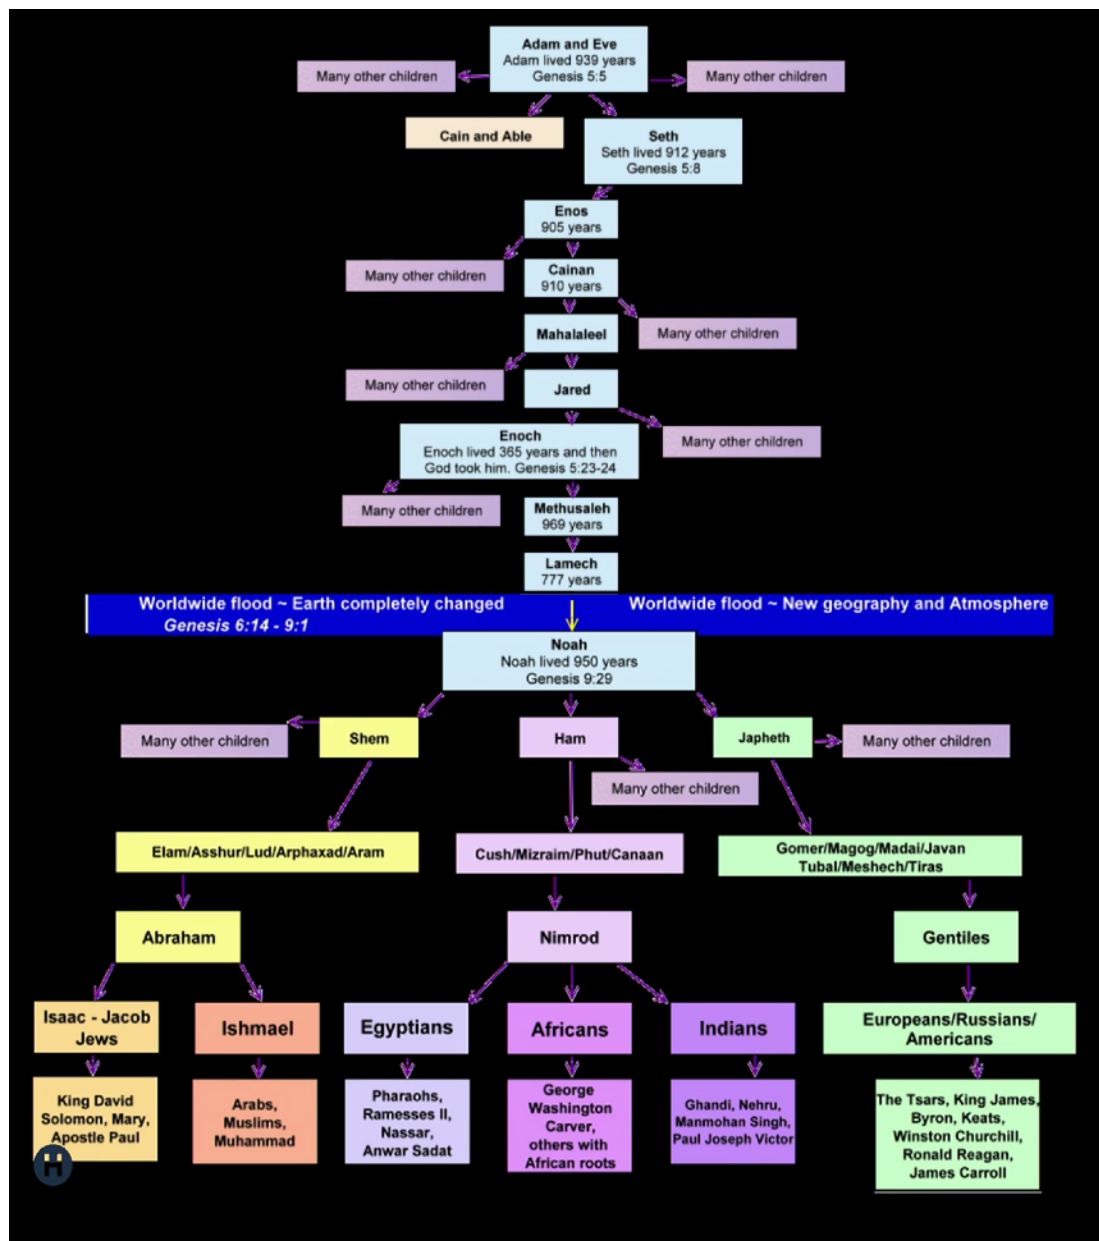 Adam and Eve
Adam lived 939 years
Genesis 5:5
Many other children
Many other children
Cain and Able
Seth
Seth lived 912 years
Genesis 5:8
Enos
905 years
Many other children
Cainan
910 years
Many other children
Mahalaleel
Many other children
Jared
Many other children
Enoch
Enoch lived 365 years and then
God took him. Genesis 5:23-24
Many other children
Methusaleh
969 years
Lamech
777 years
Worldwide flood ~ Earth completely changed
Genesis 6:14 - 9:1
Worldwide flood ~ New geography and Atmosphere
Noah
Noah lived 950 years
Genesis 9:29
Many other children
Shem
Ham
Japheth
Many other children
Many other children
Elam/Asshur/Lud/Arphaxad/Aram
Cush/Mizraim/Phut/Canaan
Gomer/Magog/Madai/Javan
Tubal/Meshech/Tiras
Abraham
Nimrod
Gentiles
Isaac - Jacob
Jews
Ishmael
Egyptians
Africans
Indians
Europeans/Russians/
Americans
King David
Solomon, Mary,
Apostle Paul
Arabs,
Muslims,
Muhammad
Pharaohs,
Ramesses II,
Nassar,
Anwar Sadat
George
Washington
Carver,
others with
African roots
Ghandi, Nehru,
Manmohan Singh,
Paul Joseph Victor
The Tsars, King James,
Byron, Keats,
Winston Churchill,
Ronald Reagan,
James Carroll
H